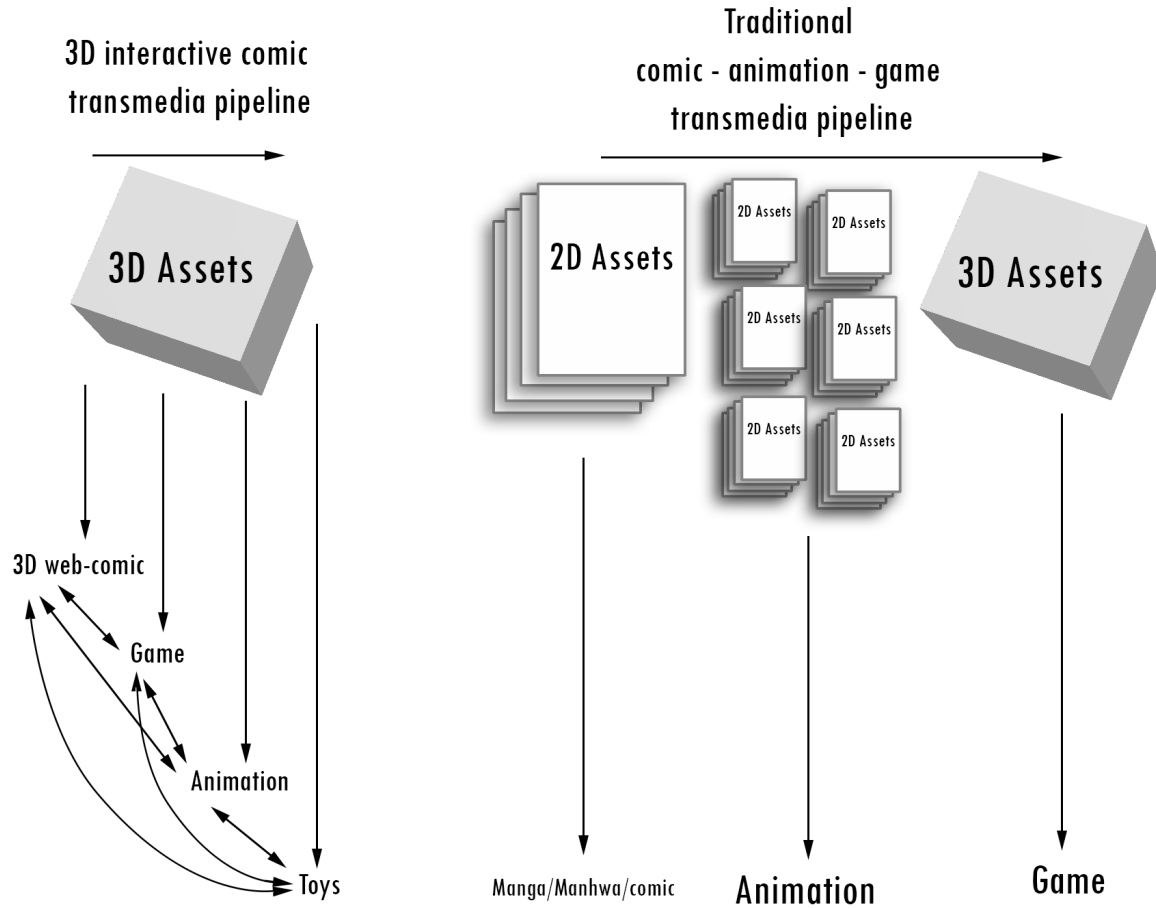 3D interactive comic
transmedia pipeline
3D Assets
3D web-comic
Game
Animation
Toys
Traditional
comic - animation - game
transmedia pipeline
2D Assets
2D Assets
2D Assets
2D Assets
2D Assets
2D Assets
2D Assets
3D Assets
Manga/Manhwa/comic
Animation
Game